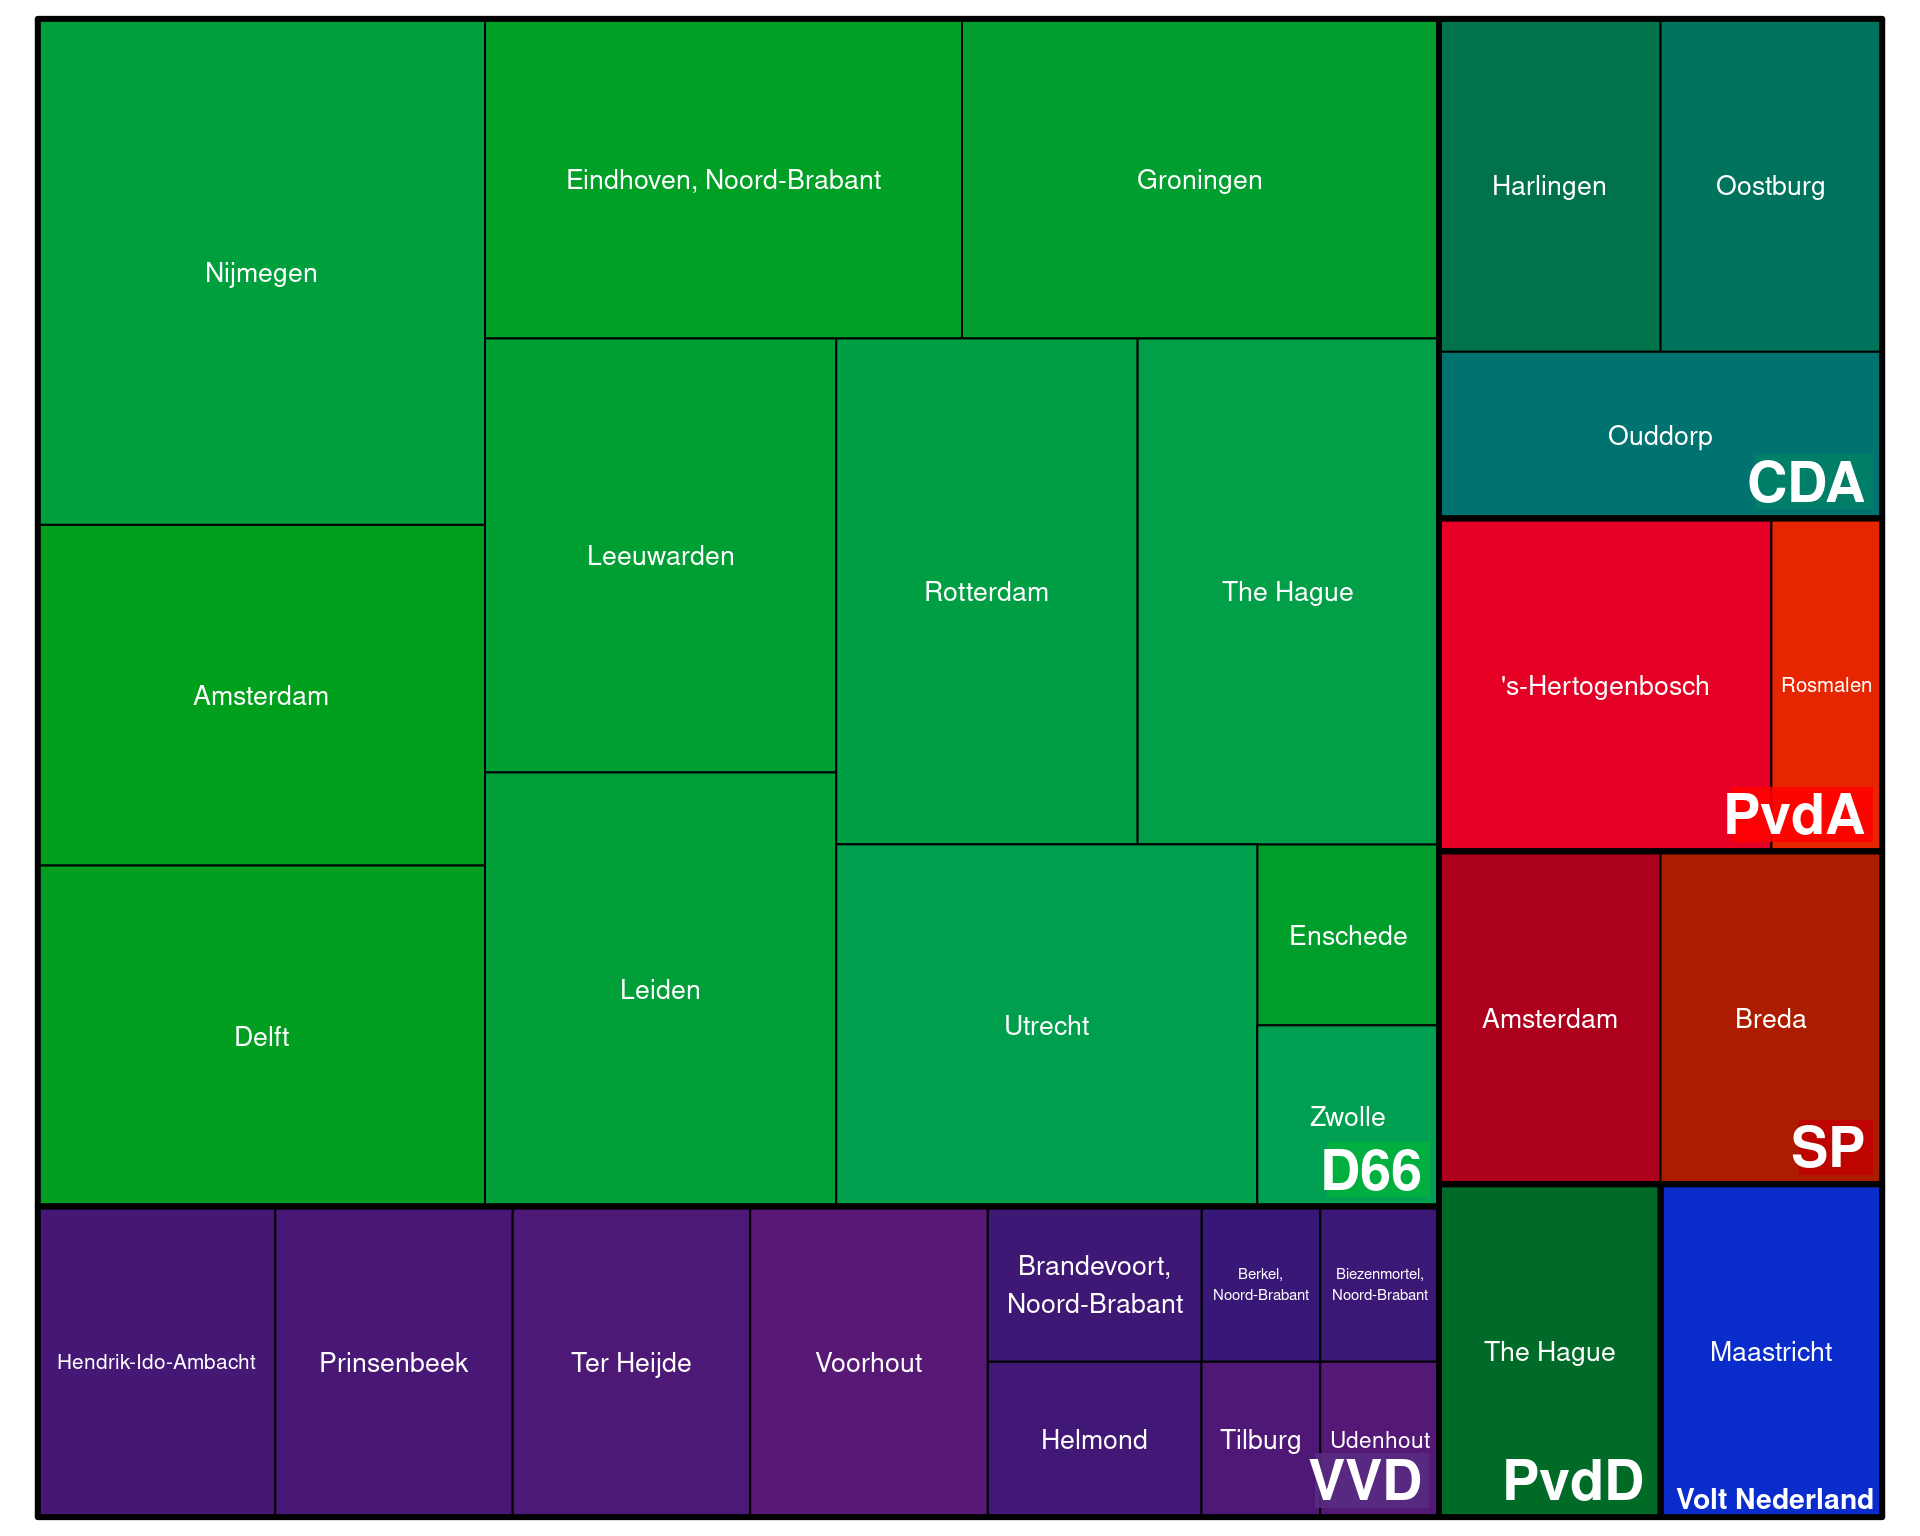 Nijmegen
Eindhoven, Noord-Brabant
Groningen
Leeuwarden
Rotterdam
The Hague
Amsterdam
Delft
Leiden
Utrecht
Enschede
Zwolle
D66
Hendrik-Ido-Ambacht
Prinsenbeek
Ter Heijde
Voorhout
Brandevoort,
Noord-Brabant
Berkel,
Noord-Brabant
Biezenmortel,
Noord-Brabant
Helmond
Tilburg
Udenhout
VVD
Harlingen
Oostburg
Ouddorp
CDA
's-Hertogenbosch
Rosmalen
PvdA
Amsterdam
Breda
SP
The Hague
PvdD
Maastricht
Volt Nederland